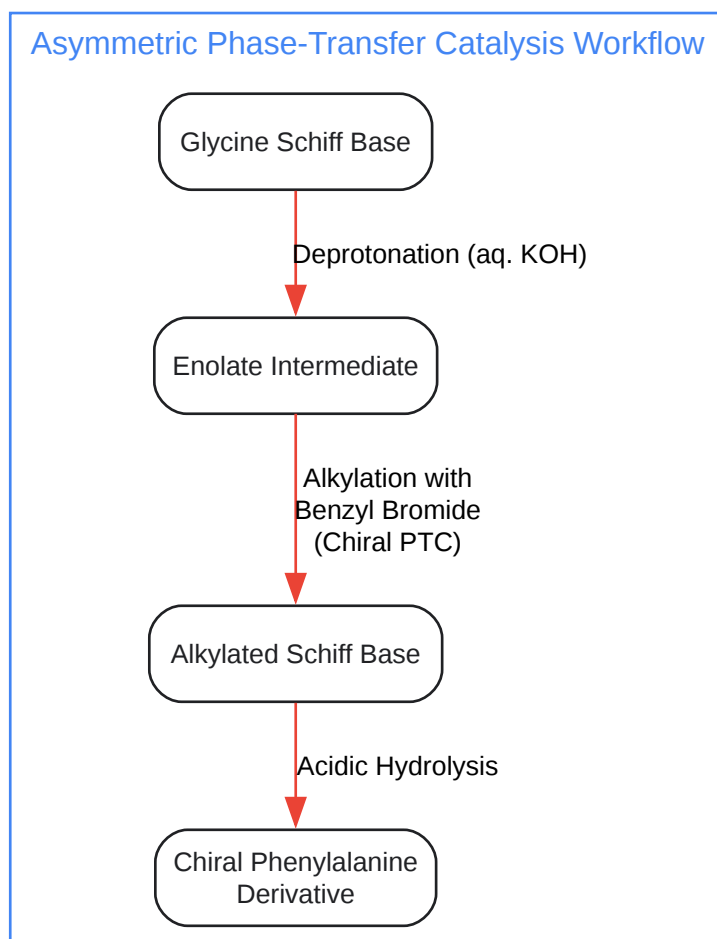 Asymmetric Phase-Transfer Catalysis Workflow
Glycine Schiff Base
Deprotonation (aq. KOH)
Enolate Intermediate
Alkylation with
Benzyl Bromide
(Chiral PTC)
Alkylated Schiff Base
Acidic Hydrolysis
Chiral Phenylalanine
Derivative